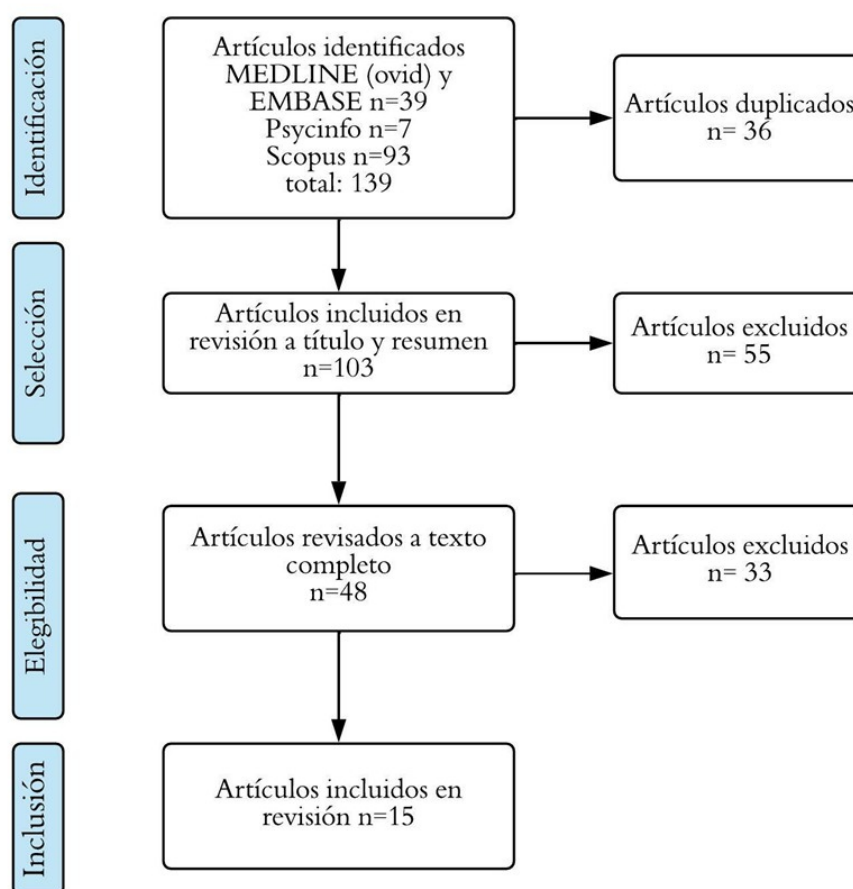 Identificación
Artículos identificados
MEDLINE (ovid) y
EMBASE n=39
Psycinfo n=7
Scopus n=93
total: 139
Artículos duplicados
n= 36
Selección
Artículos incluidos en
revisión a título y resumen
n=103
Artículos excluidos
n= 55
Elegibilidad
Artículos revisados a texto
completo
n=48
Artículos excluidos
n= 33
Inclusión
Artículos incluidos en
revisión n=15